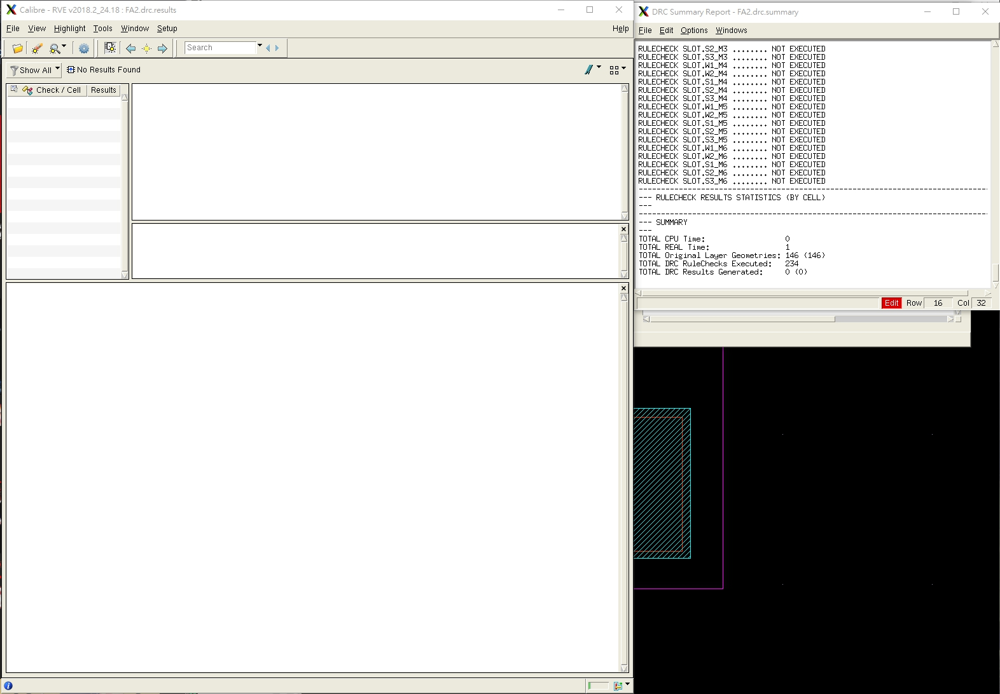 Calibre - RVE v2018.2_24.18 : FA2.drc.results
File View Highlight Tools Window Setup Help
Search
Show All No Results Found
Check / Cell Results
DRC Summary Report - FA2.drc.summary
File Edit Options Windows
RULECHECK SLOT.S2_M3 ........ NOT EXECUTED
RULECHECK SLOT.S3_M3 ........ NOT EXECUTED
RULECHECK SLOT.W1_M4 ........ NOT EXECUTED
RULECHECK SLOT.W2_M4 ........ NOT EXECUTED
RULECHECK SLOT.S1_M4 ........ NOT EXECUTED
RULECHECK SLOT.S2_M4 ........ NOT EXECUTED
RULECHECK SLOT.S3_M4 ........ NOT EXECUTED
RULECHECK SLOT.W1_M5 ........ NOT EXECUTED
RULECHECK SLOT.W2_M5 ........ NOT EXECUTED
RULECHECK SLOT.S1_M5 ........ NOT EXECUTED
RULECHECK SLOT.S2_M5 ........ NOT EXECUTED
RULECHECK SLOT.S3_M5 ........ NOT EXECUTED
RULECHECK SLOT.W1_M6 ........ NOT EXECUTED
RULECHECK SLOT.W2_M6 ........ NOT EXECUTED
RULECHECK SLOT.S1_M6 ........ NOT EXECUTED
RULECHECK SLOT.S2_M6 ........ NOT EXECUTED
RULECHECK SLOT.S3_M6 ........ NOT EXECUTED
------------------------------------------------------------------------------
--- RULECHECK RESULTS STATISTICS (BY CELL)
---
------------------------------------------------------------------------------
--- SUMMARY
---
TOTAL CPU Time: 0
TOTAL REAL Time: 1
TOTAL Original Layer Geometries: 146 (146)
TOTAL DRC RuleChecks Executed: 234
TOTAL DRC Results Generated: 0 (0)
Edit Row 16 Col 32